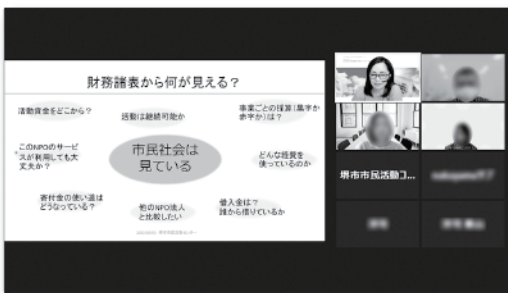 財務諸表から何が見える？
活動資金をどこから？
活動は継続可能か
事業ごとの採算（黒字か
赤字か）は？
このNPOのサービ
スが利用しても大
丈夫か？
市民社会は
見ている
どんな経費を
使っているのか
寄付金の使い道は
どうなっている？
他のNPO法人
と比較したい
借入金は？
誰から借りているか
堺市市民活動コ...